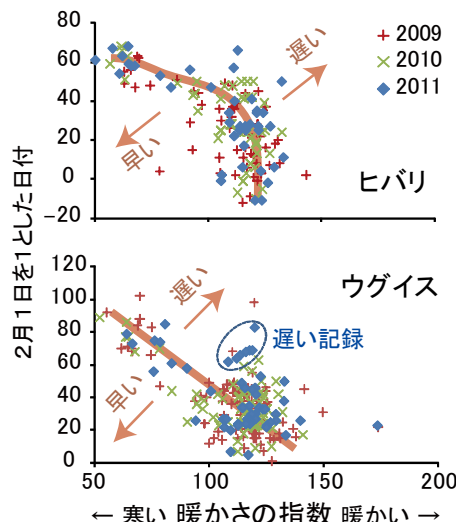 2月1日を1とした日付
80
60
40
20
0
-20
遅い
早い
+ 2009
× 2010
◆ 2011
ヒバリ
120
100
80
60
40
20
0
遅い
早い
ウグイス
遅い記録
50 100 150 200
← 寒い 暖かさの指数 暖かい →